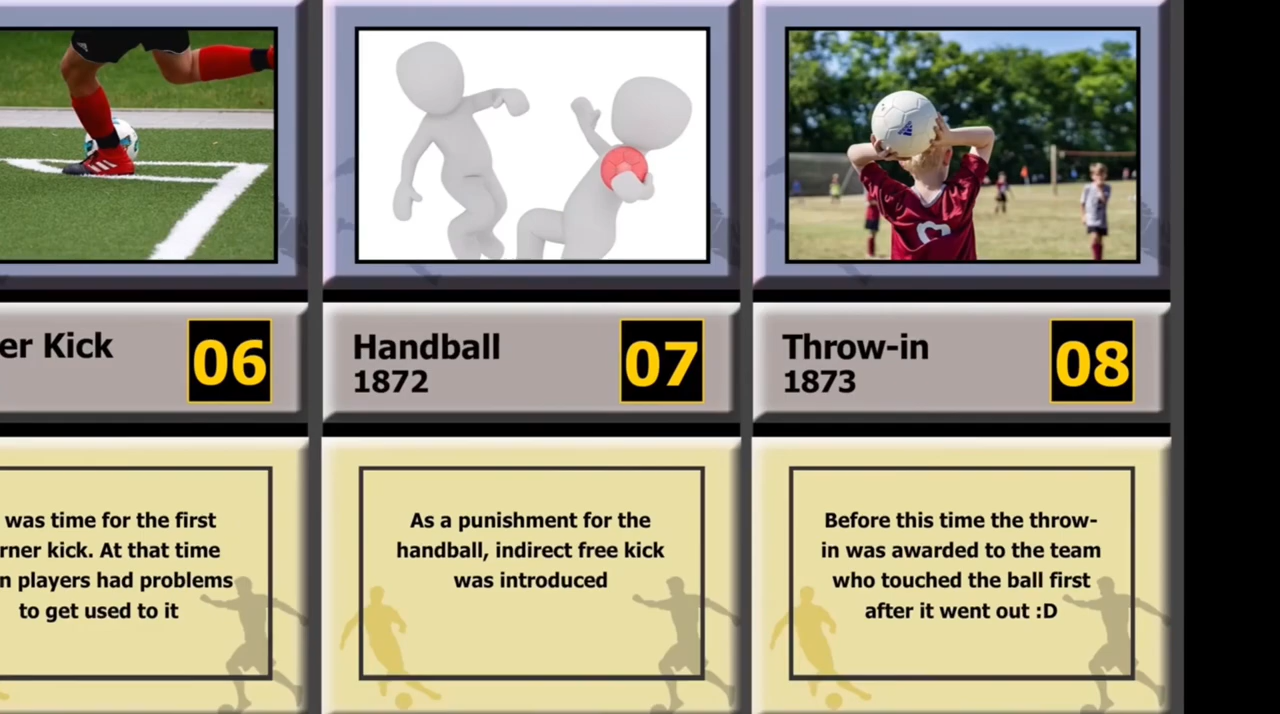 er Kick
06
was time for the first
rner kick. At that time
n players had problems
to get used to it
Handball
1872
07
As a punishment for the
handball, indirect free kick
was introduced
Throw-in
1873
08
Before this time the throw-
in was awarded to the team
who touched the ball first
after it went out :D